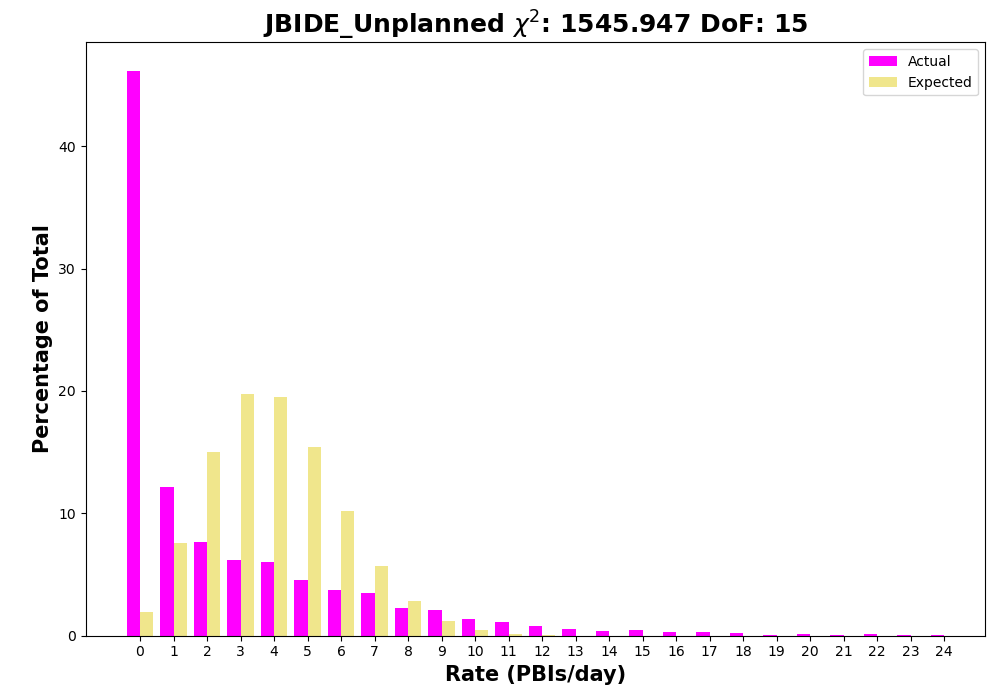 JBIDE_Unplanned χ²: 1545.947 DoF: 15
Actual
Expected
Percentage of Total
40
30
20
10
0
0 1 2 3 4 5 6 7 8 9 10 11 12 13 14 15 16 17 18 19 20 21 22 23 24
Rate (PBIs/day)